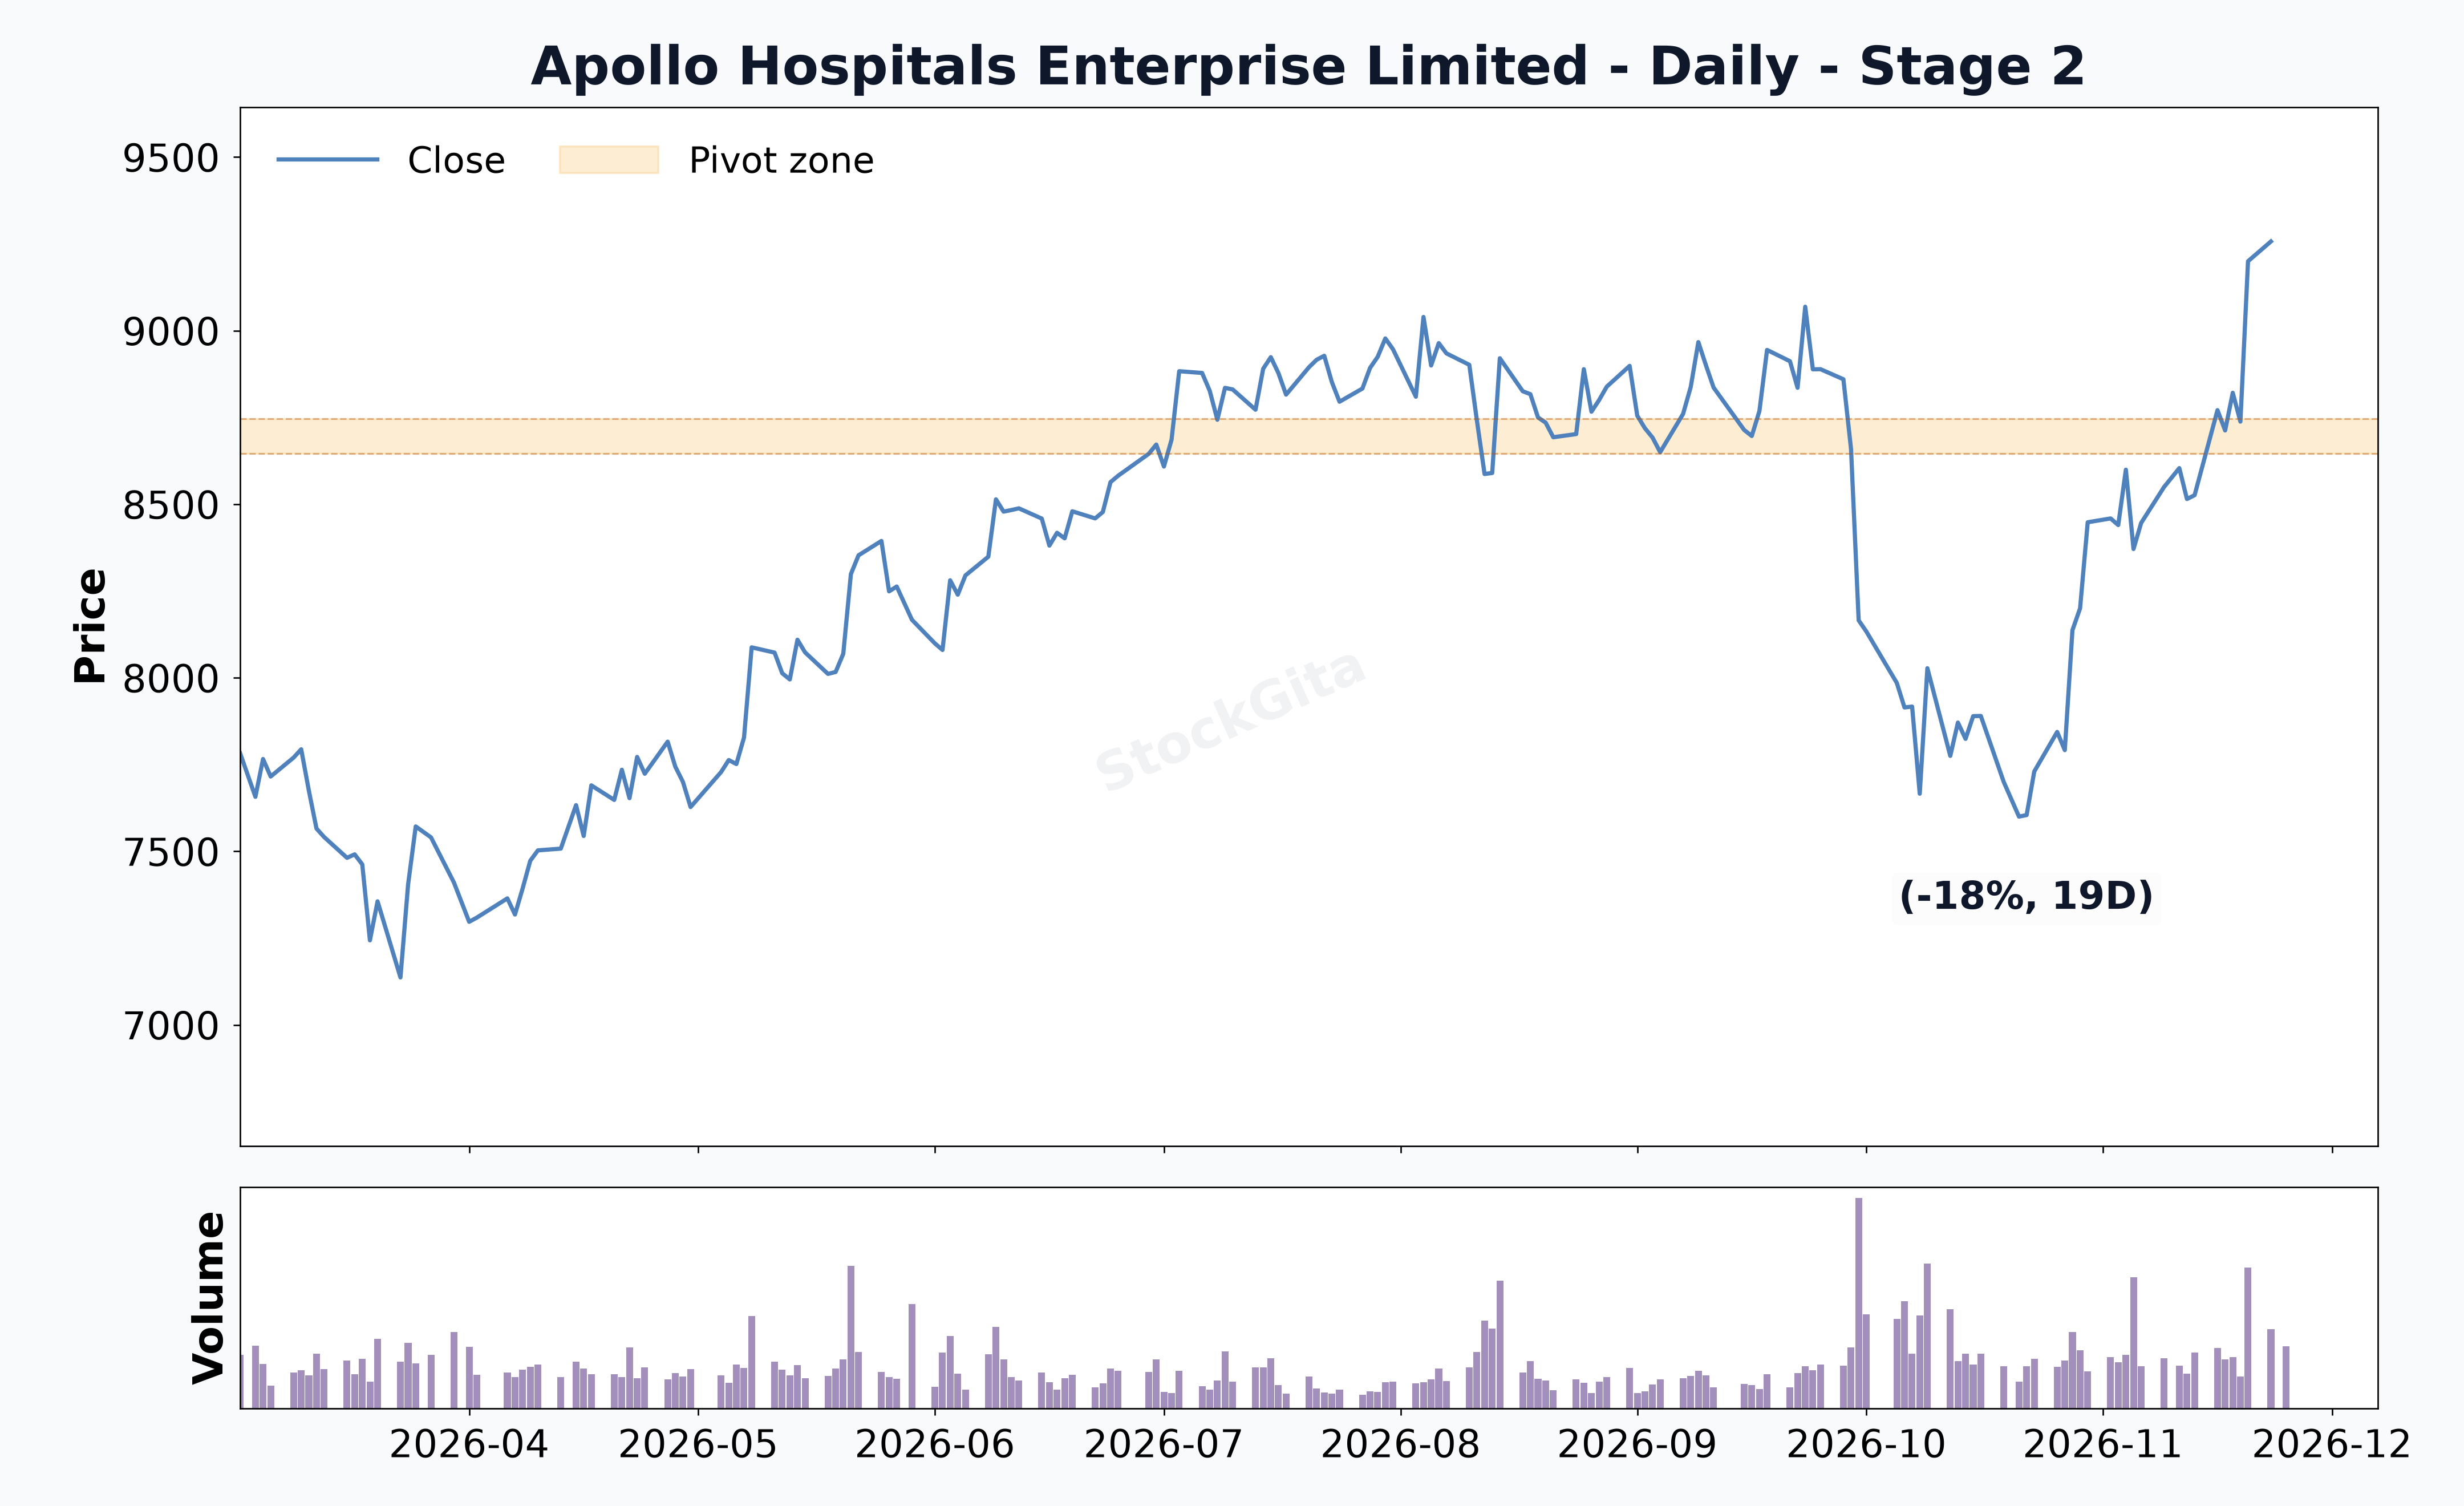 Apollo Hospitals Enterprise Limited - Daily - Stage 2
Close
Pivot zone
9500
9000
8500
8000
7500
7000
Price
StockGita
(-18%, 19D)
Volume
2026-04
2026-05
2026-06
2026-07
2026-08
2026-09
2026-10
2026-11
2026-12